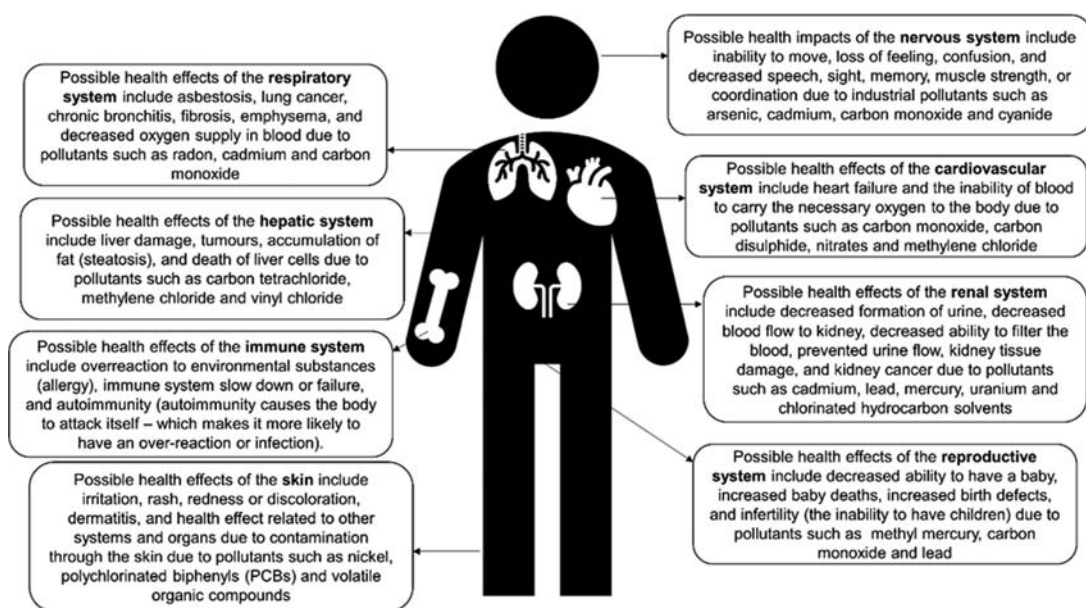 Possible health effects of the respiratory
system include asbestosis, lung cancer,
chronic bronchitis, fibrosis, emphysema, and
decreased oxygen supply in blood due to
pollutants such as radon, cadmium and carbon
monoxide
Possible health effects of the hepatic system
include liver damage, tumours, accumulation of
fat (steatosis), and death of liver cells due to
pollutants such as carbon tetrachloride,
methylene chloride and vinyl chloride
Possible health effects of the immune system
include overreaction to environmental substances
(allergy), immune system slow down or failure,
and autoimmunity (autoimmunity causes the body
to attack itself – which makes it more likely to
have an over-reaction or infection).
Possible health effects of the skin include
irritation, rash, redness or discoloration,
dermatitis, and health effect related to other
systems and organs due to contamination
through the skin due to pollutants such as nickel,
polychlorinated biphenyls (PCBs) and volatile
organic compounds
Possible health impacts of the nervous system include
inability to move, loss of feeling, confusion, and
decreased speech, sight, memory, muscle strength, or
coordination due to industrial pollutants such as
arsenic, cadmium, carbon monoxide and cyanide
Possible health effects of the cardiovascular
system include heart failure and the inability of blood
to carry the necessary oxygen to the body due to
pollutants such as carbon monoxide, carbon
disulphide, nitrates and methylene chloride
Possible health effects of the renal system
include decreased formation of urine, decreased
blood flow to kidney, decreased ability to filter the
blood, prevented urine flow, kidney tissue
damage, and kidney cancer due to pollutants
such as cadmium, lead, mercury, uranium and
chlorinated hydrocarbon solvents
Possible health effects of the reproductive
system include decreased ability to have a baby,
increased baby deaths, increased birth defects,
and infertility (the inability to have children) due to
pollutants such as methyl mercury, carbon
monoxide and lead